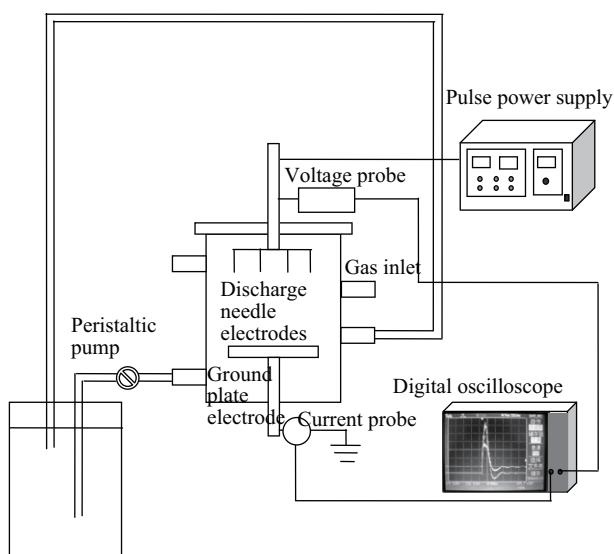 Pulse power supply
Voltage probe
Gas inlet
Discharge
needle
electrodes
Peristaltic
pump
Ground
plate
electrode
Current probe
Digital oscilloscope